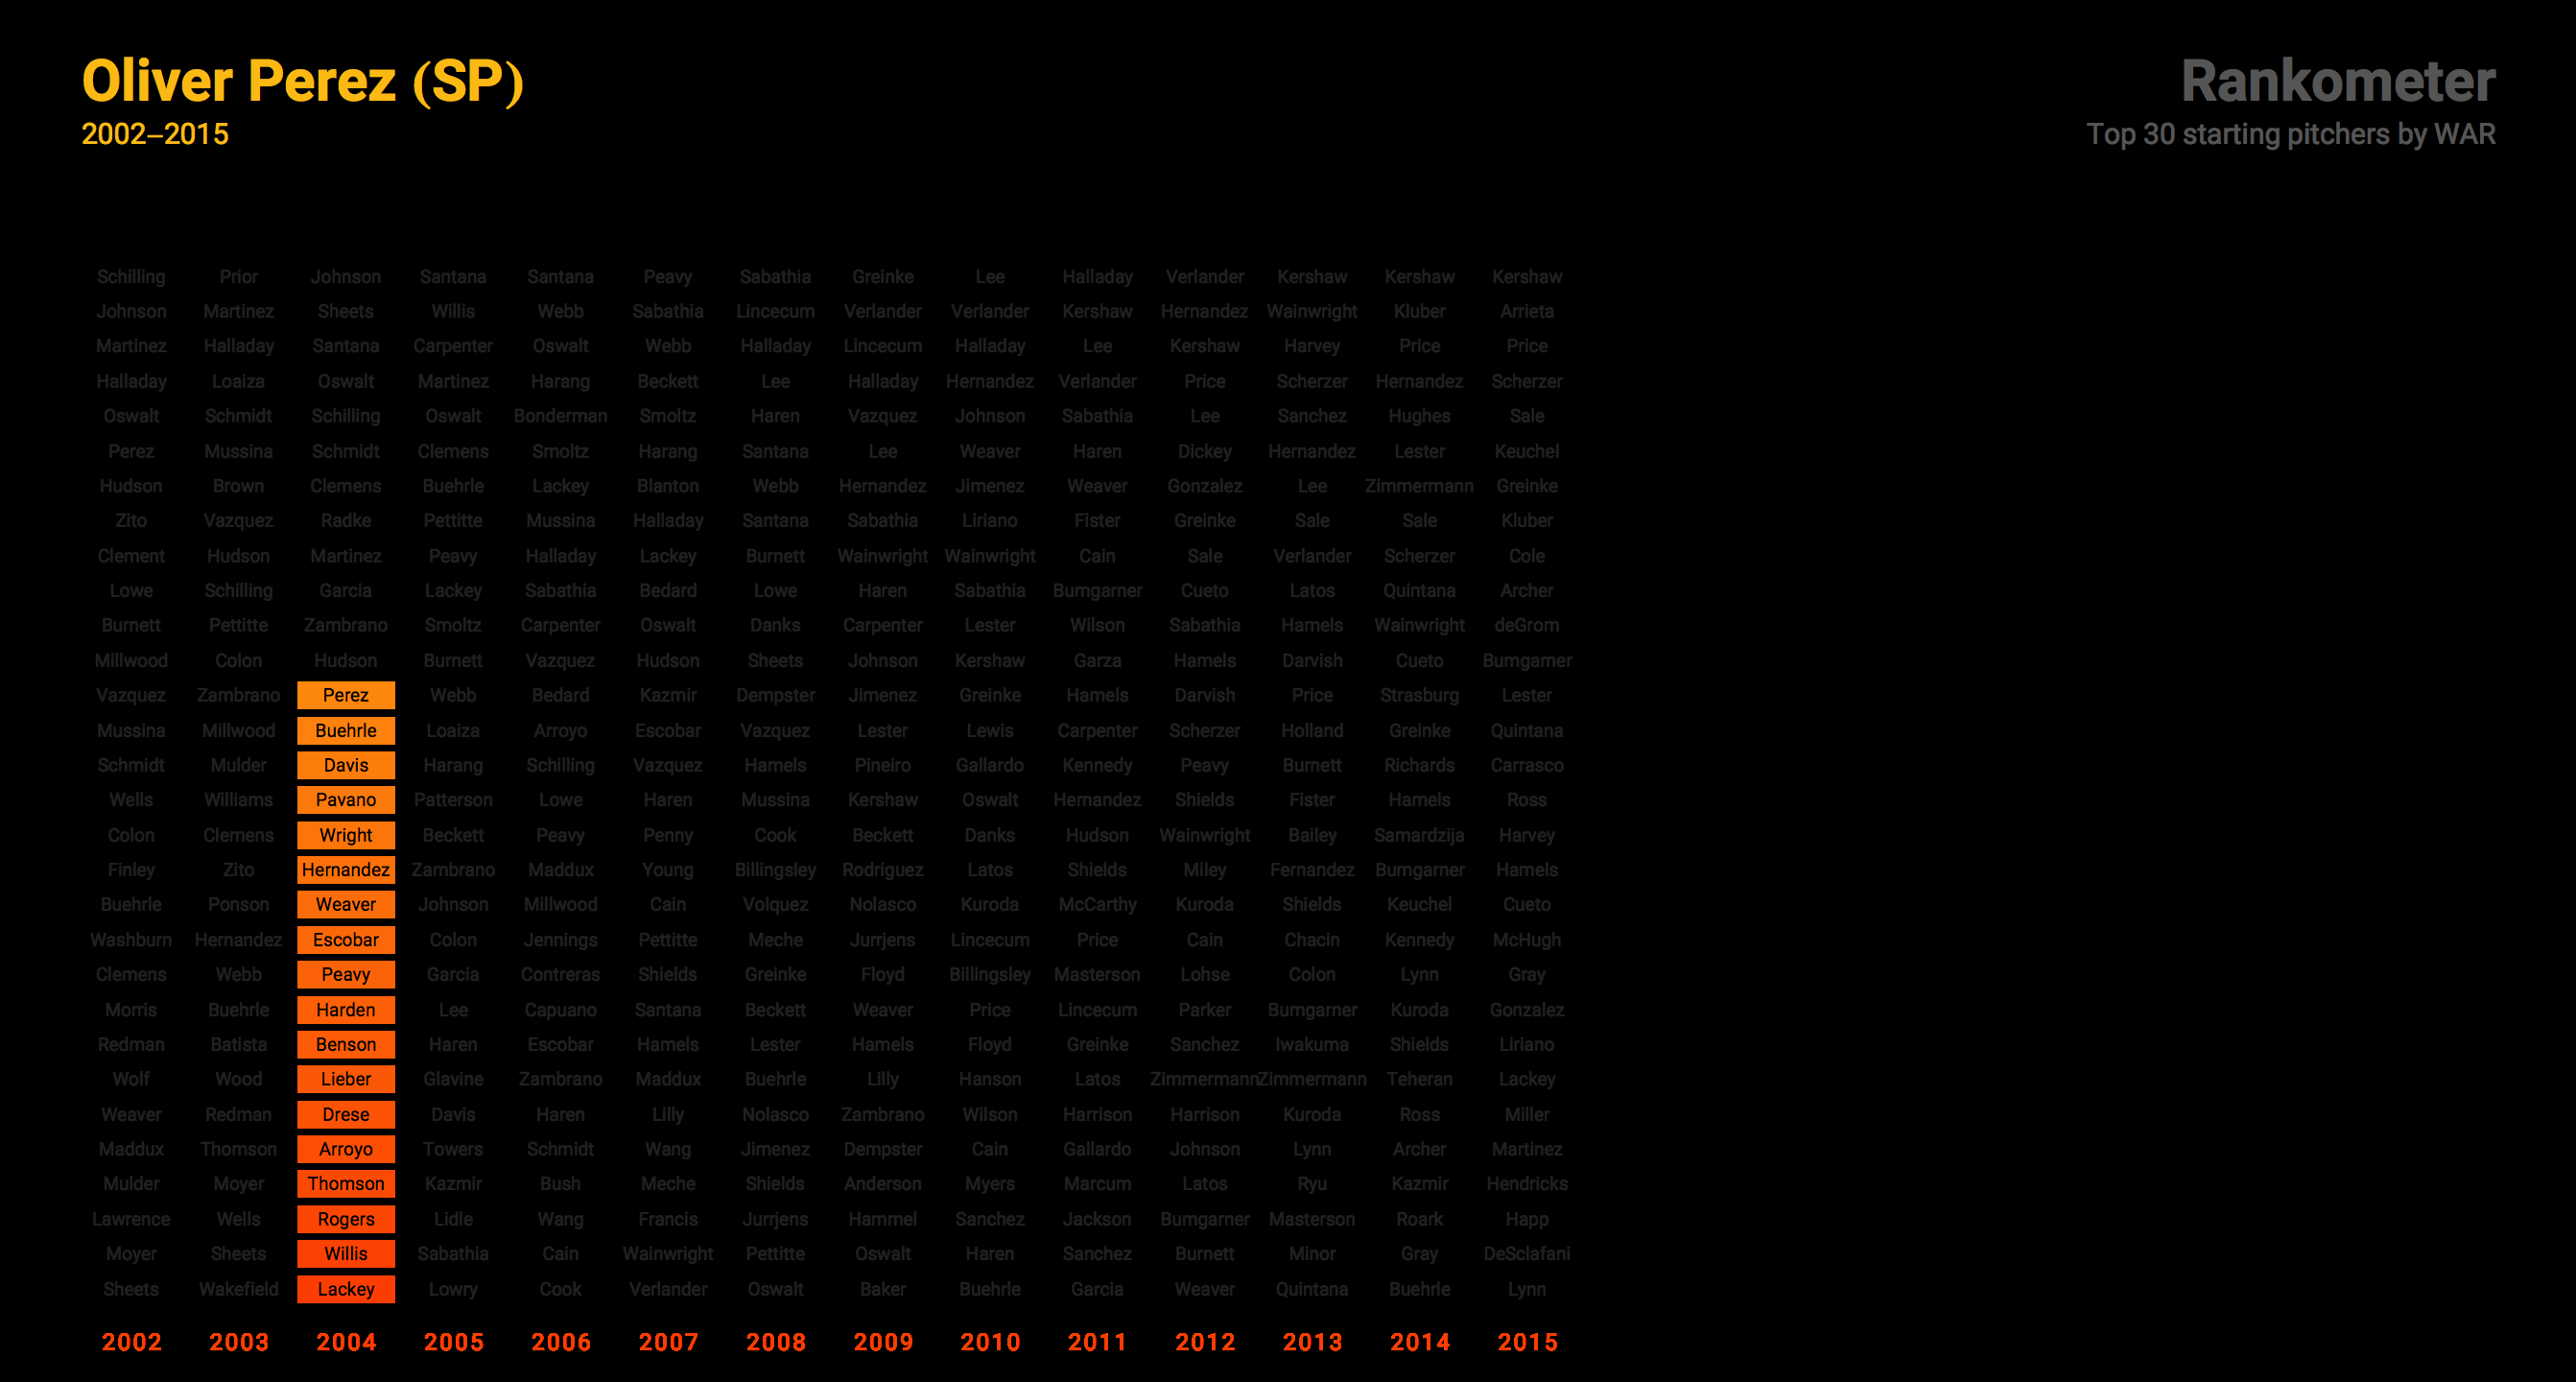 Oliver Perez (SP)
2002–2015
Rankometer
Top 30 starting pitchers by WAR
Schilling Prior Johnson Santana Santana Peavy Sabathia Greinke Lee Halladay Verlander Kershaw Kershaw Kershaw
Johnson Martinez Sheets Willis Webb Sabathia Lincecum Verlander Verlander Kershaw Hernandez Wainwright Kluber Arrieta
Martinez Halladay Santana Carpenter Oswalt Webb Halladay Lincecum Halladay Lee Kershaw Harvey Price Price
Halladay Loaiza Oswalt Martinez Harang Beckett Lee Halladay Hernandez Verlander Price Scherzer Hernandez Scherzer
Oswalt Schmidt Schilling Oswalt Bonderman Smoltz Haren Vazquez Johnson Sabathia Lee Sanchez Hughes Sale
Perez Mussina Schmidt Clemens Smoltz Harang Santana Lee Weaver Haren Dickey Hernandez Lester Keuchel
Hudson Brown Clemens Buehrle Lackey Blanton Webb Hernandez Jimenez Weaver Gonzalez Lee Zimmermann Greinke
Zito Vazquez Radke Pettitte Mussina Halladay Santana Sabathia Liriano Fister Greinke Sale Sale Kluber
Clement Hudson Martinez Peavy Halladay Lackey Burnett Wainwright Wainwright Cain Sale Verlander Scherzer Cole
Lowe Schilling Garcia Lackey Sabathia Bedard Lowe Haren Sabathia Bumgarner Cueto Latos Quintana Archer
Burnett Pettitte Zambrano Smoltz Carpenter Oswalt Danks Carpenter Lester Wilson Sabathia Hamels Wainwright deGrom
Millwood Colon Hudson Burnett Vazquez Hudson Sheets Johnson Kershaw Garza Hamels Darvish Cueto Bumgarner
Vazquez Zambrano Perez Webb Bedard Kazmir Dempster Jimenez Greinke Hamels Darvish Price Strasburg Lester
Mussina Millwood Buehrle Loaiza Arroyo Escobar Vazquez Lester Lewis Carpenter Scherzer Holland Greinke Quintana
Schmidt Mulder Davis Harang Schilling Vazquez Hamels Pineiro Gallardo Kennedy Peavy Burnett Richards Carrasco
Wells Williams Pavano Patterson Lowe Haren Mussina Kershaw Oswalt Hernandez Shields Fister Hamels Ross
Colon Clemens Wright Beckett Peavy Penny Cook Beckett Danks Hudson Wainwright Bailey Samardzija Harvey
Finley Zito Hernandez Zambrano Maddux Young Billingsley Rodriguez Latos Shields Miley Fernandez Bumgarner Hamels
Buehrle Ponson Weaver Johnson Millwood Cain Volquez Nolasco Kuroda McCarthy Kuroda Shields Keuchel Cueto
Washburn Hernandez Escobar Colon Jennings Pettitte Meche Jurrjens Lincecum Price Cain Chacin Kennedy McHugh
Clemens Webb Peavy Garcia Contreras Shields Greinke Floyd Billingsley Masterson Lohse Colon Lynn Gray
Morris Buehrle Harden Lee Capuano Santana Beckett Weaver Price Lincecum Parker Bumgarner Kuroda Gonzalez
Redman Batista Benson Haren Escobar Hamels Lester Hamels Floyd Greinke Sanchez Iwakuma Shields Liriano
Wolf Wood Lieber Glavine Zambrano Maddux Buehrle Lilly Hanson Latos Zimmermann Zimmermann Teheran Lackey
Weaver Redman Drese Davis Haren Lilly Nolasco Zambrano Wilson Harrison Harrison Kuroda Ross Miller
Maddux Thomson Arroyo Towers Schmidt Wang Jimenez Dempster Cain Gallardo Johnson Lynn Archer Martinez
Mulder Moyer Thomson Kazmir Bush Meche Shields Anderson Myers Marcum Latos Ryu Kazmir Hendricks
Lawrence Wells Rogers Lidle Wang Francis Jurrjens Hammel Sanchez Jackson Bumgarner Masterson Roark Happ
Moyer Sheets Willis Sabathia Cain Wainwright Pettitte Oswalt Haren Sanchez Burnett Minor Gray DeSclafani
Sheets Wakefield Lackey Lowry Cook Verlander Oswalt Baker Buehrle Garcia Weaver Quintana Buehrle Lynn
2002 2003 2004 2005 2006 2007 2008 2009 2010 2011 2012 2013 2014 2015